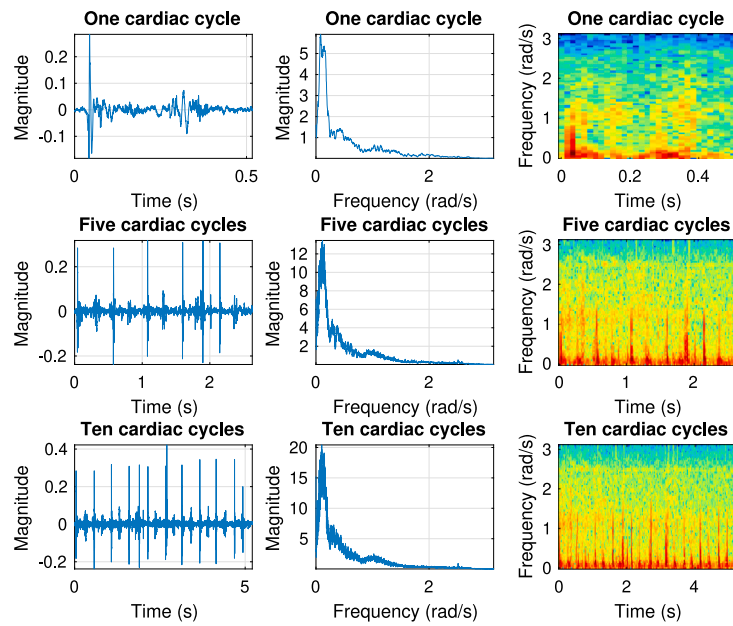 One cardiac cycle One cardiac cycle One cardiac cycle
Magnitude
0.2
0.1
0
-0.1
0 0.5
Time (s)
Magnitude
5
4
3
2
1
0 2
Frequency (rad/s)
Frequency (rad/s)
3
2
1
0
0 0.2 0.4
Time (s)
Five cardiac cycles Five cardiac cycles Five cardiac cycles
Magnitude
0.2
0
-0.2
0 1 2
Time (s)
Magnitude
12
10
8
6
4
2
0 2
Frequency (rad/s)
Frequency (rad/s)
3
2
1
0
0 1 2
Time (s)
Ten cardiac cycles Ten cardiac cycles Ten cardiac cycles
Magnitude
0.4
0.2
0
-0.2
0 5
Time (s)
Magnitude
20
15
10
5
0 2
Frequency (rad/s)
Frequency (rad/s)
3
2
1
0
0 2 4
Time (s)